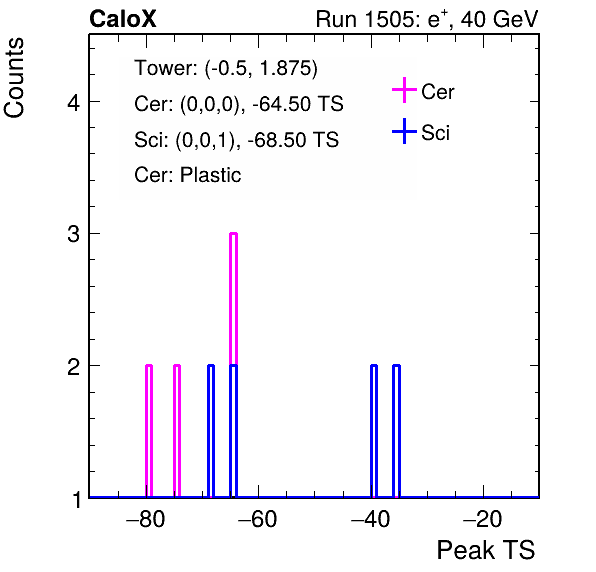 CaloX Run 1505: e⁺, 40 GeV
Counts
Tower: (-0.5, 1.875)
Cer: (0,0,0), -64.50 TS
Sci: (0,0,1), -68.50 TS
Cer: Plastic
Cer
Sci
4
3
2
1
−80 −60 −40 −20
Peak TS